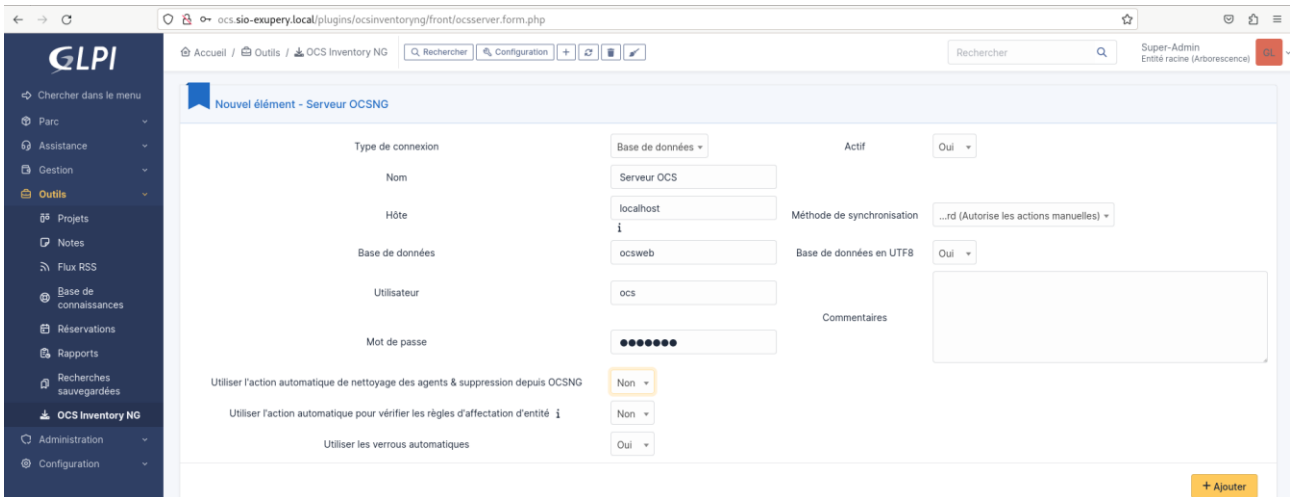 ocs.sio-exupery.local/plugins/ocsinventoryng/front/ocsserver.form.php
GLPI
Accueil / Outils / OCS Inventory NG Rechercher Configuration Rechercher Super-Admin
Entité racine (Arborescence) GL
Chercher dans le menu
Parc
Assistance
Gestion
Outils
Projets
Notes
Flux RSS
Base de
connaissances
Réservations
Rapports
Recherches
sauvegardées
OCS Inventory NG
Administration
Configuration
Nouvel élément - Serveur OCSNG
Type de connexion Base de données Actif Oui
Nom Serveur OCS
Hôte localhost Méthode de synchronisation ...rd (Autorise les actions manuelles)
i
Base de données ocsweb Base de données en UTF8 Oui
Utilisateur ocs
Commentaires
Mot de passe ●●●●●●●
Utiliser l'action automatique de nettoyage des agents & suppression depuis OCSNG Non
Utiliser l'action automatique pour vérifier les règles d'affectation d'entité i Non
Utiliser les verrous automatiques Oui
+ Ajouter